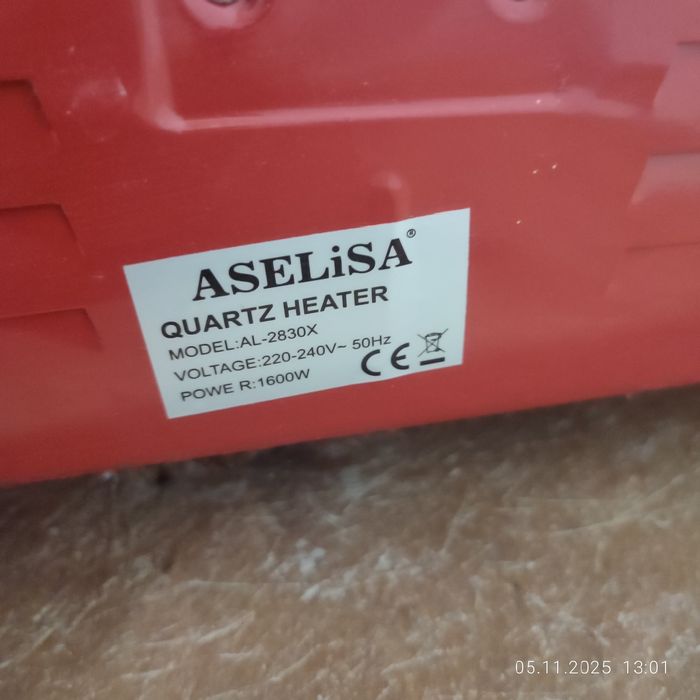 ASELiSA®
QUARTZ HEATER
MODEL:AL-2830X
VOLTAGE:220-240V~ 50Hz
POWE R:1600W
CE
05.11.2025 13:01